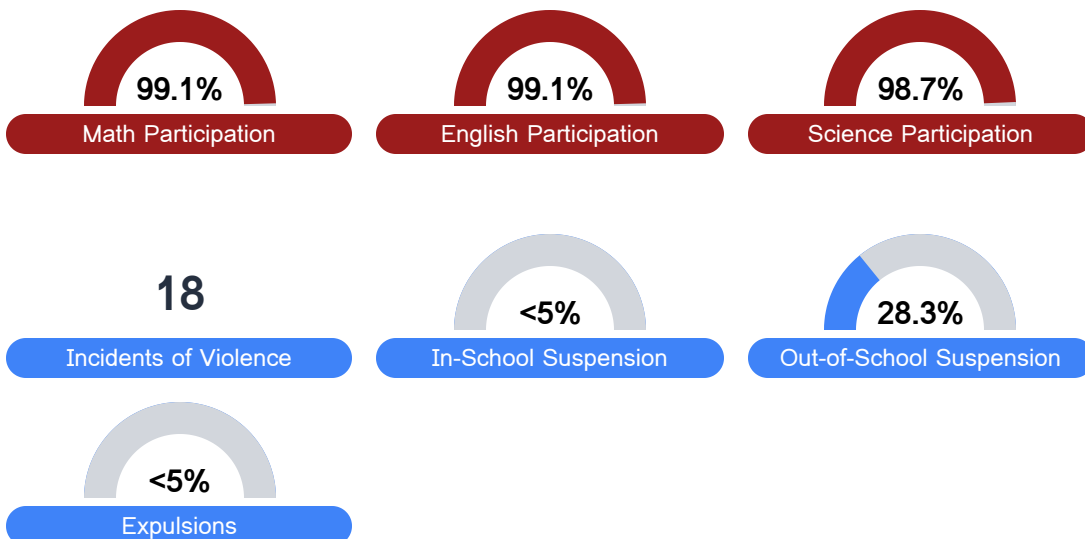 99.1%
Math Participation
99.1%
English Participation
98.7%
Science Participation
18
Incidents of Violence
<5%
In-School Suspension
28.3%
Out-of-School Suspension
<5%
Expulsions